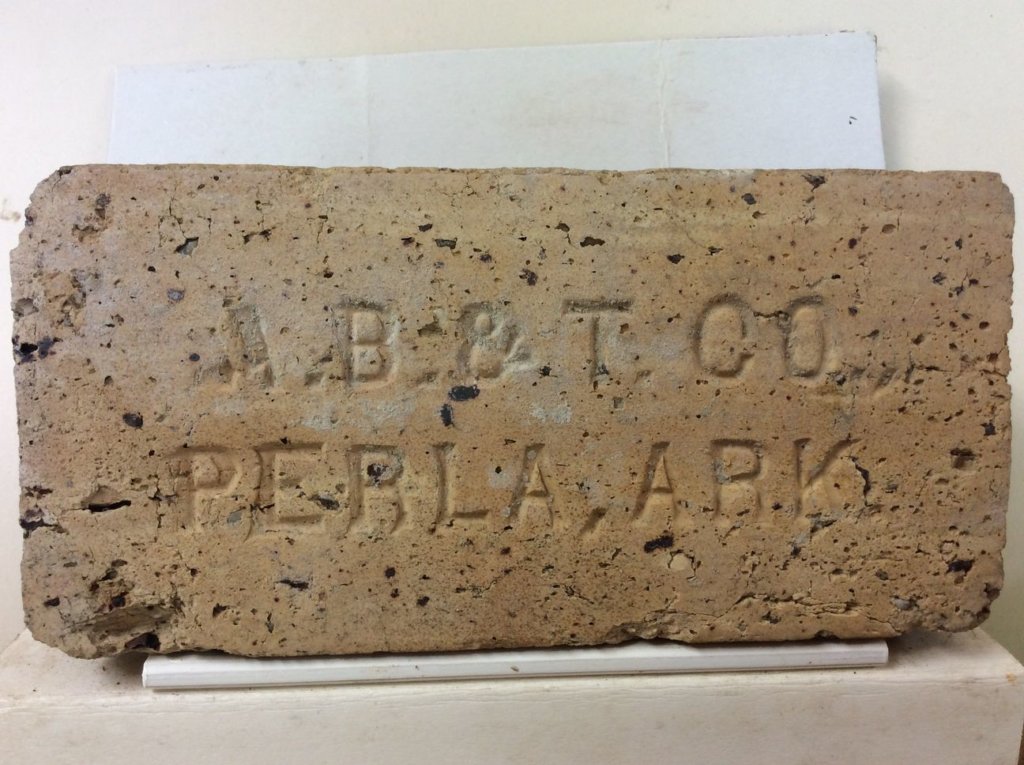 A.B.&T. CO.,
PERLA, ARK